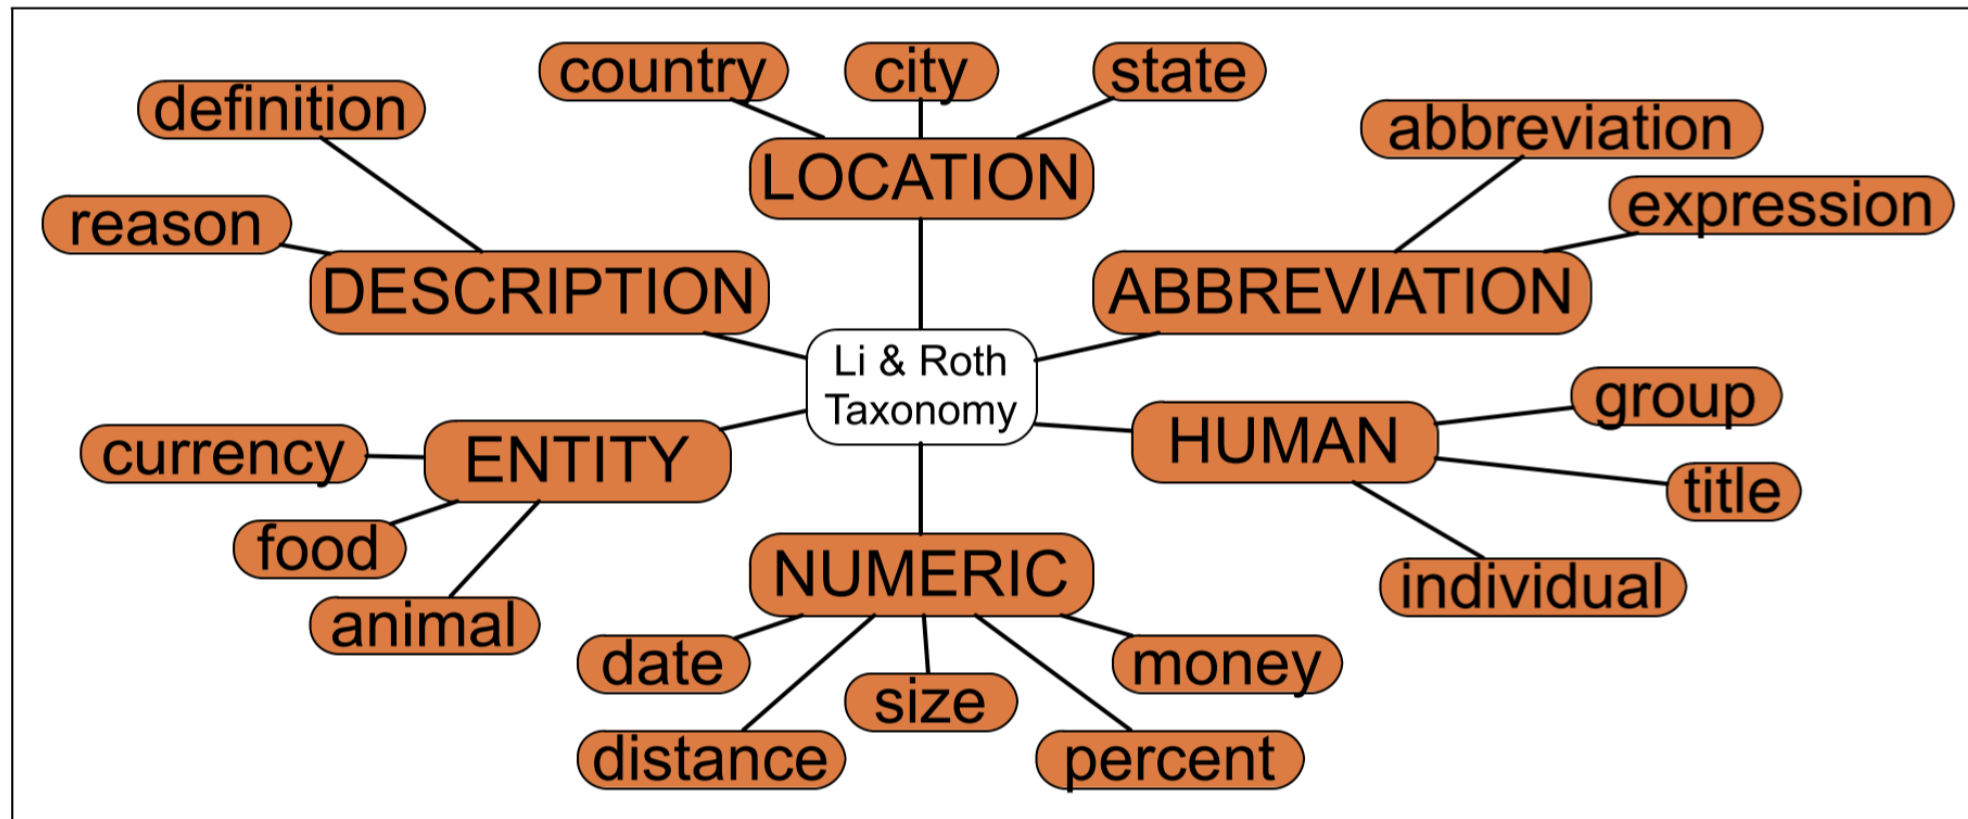 country
city
state
definition
abbreviation
LOCATION
expression
reason
DESCRIPTION
ABBREVIATION
Li & Roth
Taxonomy
group
HUMAN
currency
ENTITY
title
food
NUMERIC
individual
animal
date
money
size
distance
percent